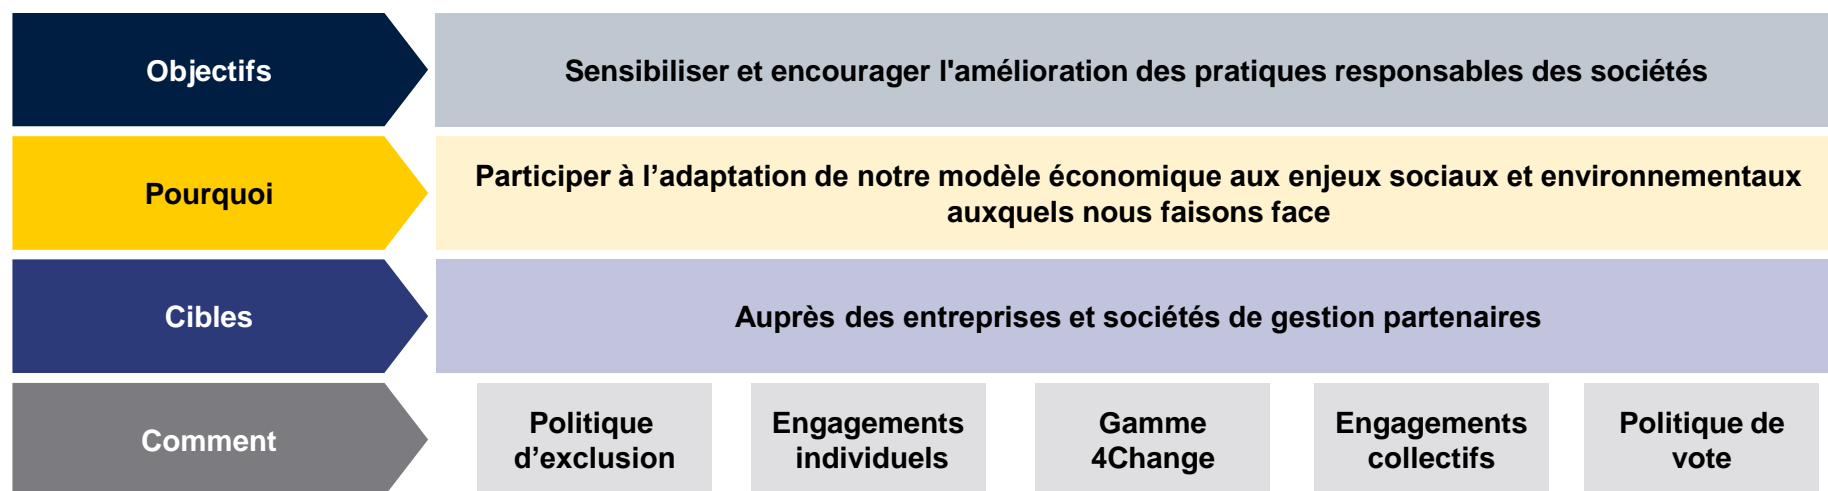 Objectifs
Sensibiliser et encourager l'amélioration des pratiques responsables des sociétés
Pourquoi
Participer à l’adaptation de notre modèle économique aux enjeux sociaux et environnementaux
auxquels nous faisons face
Cibles
Auprès des entreprises et sociétés de gestion partenaires
Comment
Politique
d’exclusion
Engagements
individuels
Gamme
4Change
Engagements
collectifs
Politique de
vote